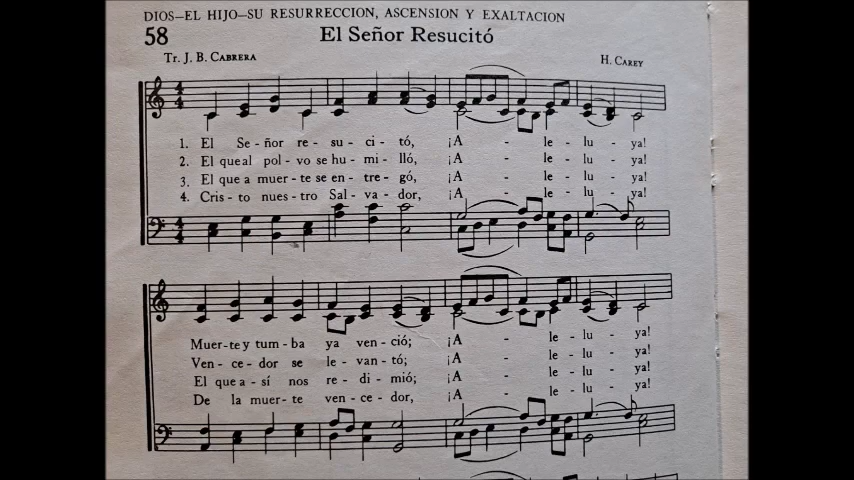 DIOS—EL HIJO—SU RESURRECCION, ASCENSION Y EXALTACION
58 El Señor Resucitó
Tr. J. B. CABRERA H. CAREY
4 4
1. El Se - ñor re - su - ci - tó, ¡A - le - lu - ya!
2. El que al pol - vo se hu - mi - lló, ¡A - le - lu - ya!
3. El que a muer - te se en - tre - gó, ¡A - le - lu - ya!
4. Cris - to nues - tro Sal - va - dor, ¡A - le - lu - ya!
4 4
Muer - te y tum - ba ya ven - ció; ¡A - le - lu - ya!
Ven - ce - dor se le - van - tó; ¡A - le - lu - ya!
El que a - sí nos re - di - mió; ¡A - le - lu - ya!
De la muer - te ven - ce - dor, ¡A - le - lu - ya!